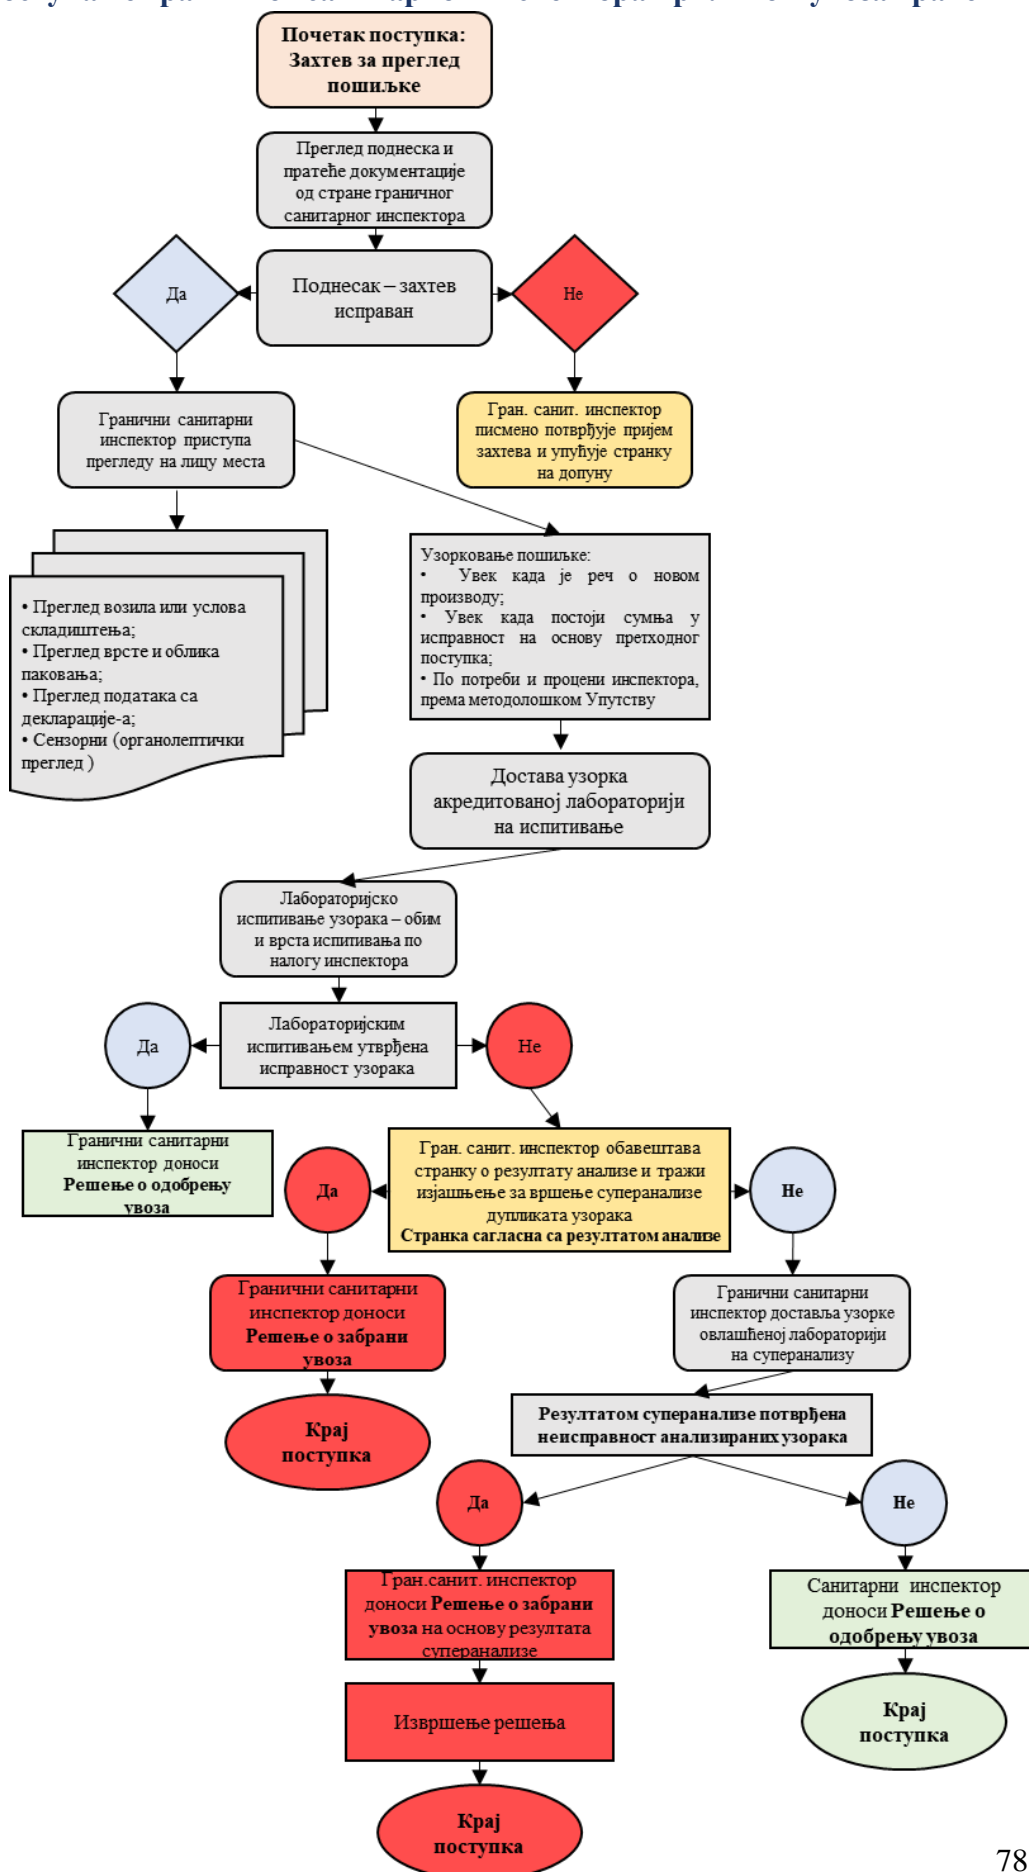 Почетак поступка:
Захтев за преглед
пошиљке
Преглед поднеска и
пратеће документације
од стране граничног
санитарног инспектора
Да
Поднесак – захтев
исправан
Не
Гранични санитарни
инспектор приступа
прегледу на лицу места
Гран. санит. инспектор
писмено потврђује пријем
захтева и упућује странку
на допуну
• Преглед возила или услова
складиштења;
• Преглед врсте и облика
паковања;
• Преглед података са
декларације-а;
• Сензорни (органолептички
преглед )
Узорковање пошиљке:
• Увек када је реч о новом
производу;
• Увек када постоји сумња у
исправност на основу претходног
поступка;
• По потреби и процени инспектора,
према методолошком Упутству
Достава узорка
акредитованој лабораторији
на испитивање
Лабораторијско
испитивање узорака – обим
и врста испитивања по
налогу инспектора
Да
Лабораторијским
испитивањем утврђена
исправност узорака
Не
Гранични санитарни
инспектор доноси
Решење о одобрењу
увоза
Да
Гран. санит. инспектор обавештава
странку о резултату анализе и тражи
изјашњење за вршење суперанализе
дупликата узорака
Странка сагласна са резултатом анализе
Не
Гранични санитарни
инспектор доноси
Решење о забрани
увоза
Гранични санитарни
инспектор доставља узорке
овлашћеној лабораторији
на суперанализу
Крај
поступка
Резултатом суперанализе потврђена
неисправност анализираних узорака
Да
Не
Гран.санит. инспектор
доноси Решење о забрани
увоза на основу резултата
суперанализе
Санитарни инспектор
доноси Решење о
одобрењу увоза
Извршење решења
Крај
поступка
Крај
поступка
78